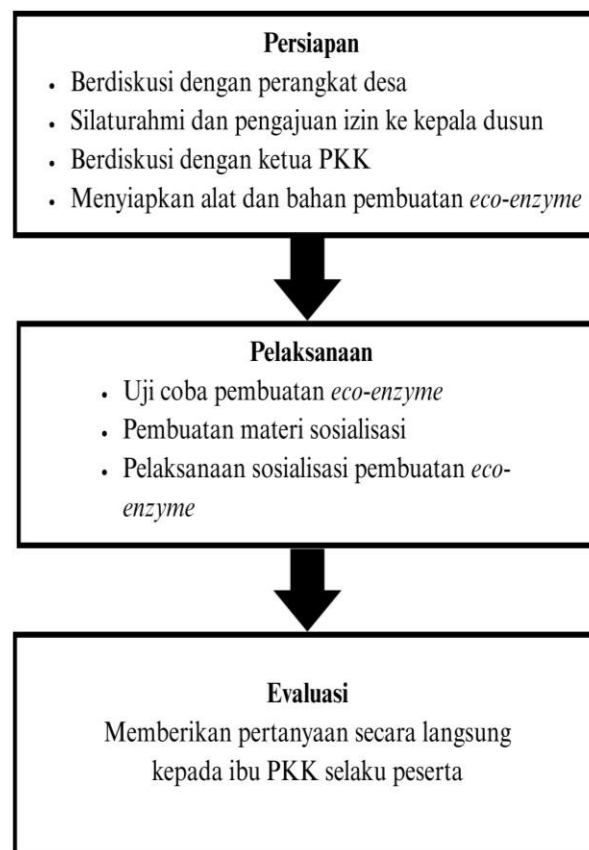 Persiapan
• Berdiskusi dengan perangkat desa
• Silaturahmi dan pengajuan izin ke kepala dusun
• Berdiskusi dengan ketua PKK
• Menyiapkan alat dan bahan pembuatan eco-enzyme
Pelaksanaan
• Uji coba pembuatan eco-enzyme
• Pembuatan materi sosialisasi
• Pelaksanaan sosialisasi pembuatan eco-
enzyme
Evaluasi
Memberikan pertanyaan secara langsung
kepada ibu PKK selaku peserta